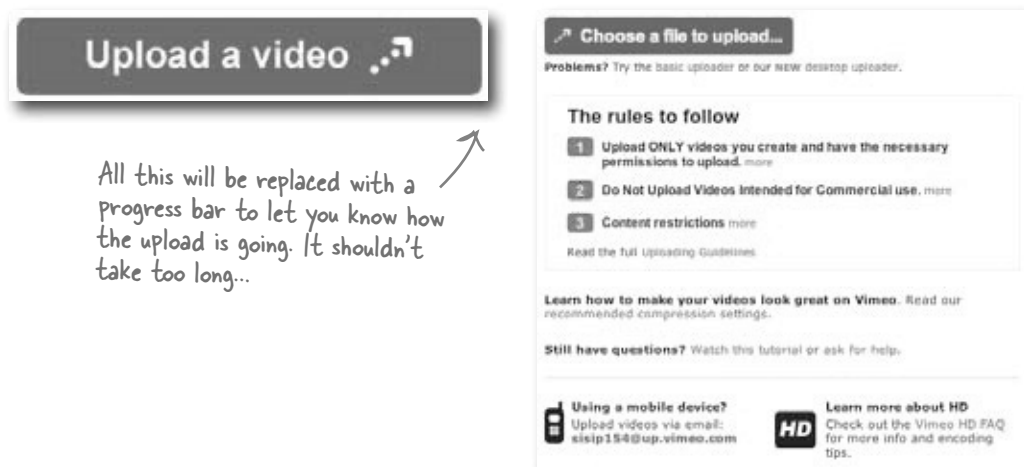 Upload a video
All this will be replaced with a
progress bar to let you know how
the upload is going. It shouldn't
take too long...
Choose a file to upload...
Problems? Try the basic uploader or our NEW desktop uploader.
The rules to follow
1 Upload ONLY videos you create and have the necessary
permissions to upload. more
2 Do Not Upload Videos Intended for Commercial use. more
3 Content restrictions more
Read the full Uploading Guidelines
Learn how to make your videos look great on Vimeo. Read our
recommended compression settings.
Still have questions? Watch this tutorial or ask for help.
Using a mobile device?
Upload videos via email:
sisip154@up.vimeo.com
HD
Learn more about HD
Check out the Vimeo HD FAQ
for more info and encoding
tips.